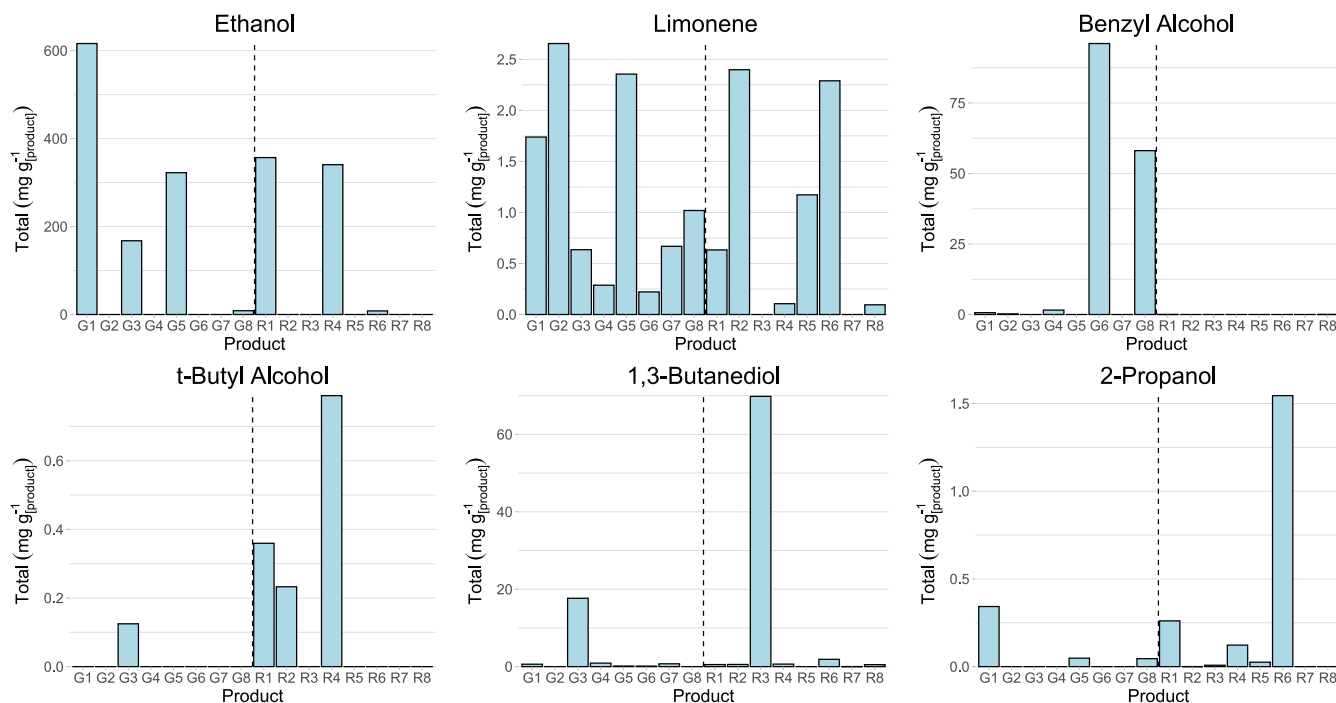 Ethanol
Total (mg g⁻¹[product])
600
400
200
0
G1 G2 G3 G4 G5 G6 G7 G8 R1 R2 R3 R4 R5 R6 R7 R8
Product
Limonene
Total (mg g⁻¹[product])
2.5
2.0
1.5
1.0
0.5
0.0
G1 G2 G3 G4 G5 G6 G7 G8 R1 R2 R3 R4 R5 R6 R7 R8
Product
Benzyl Alcohol
Total (mg g⁻¹[product])
75
50
25
0
G1 G2 G3 G4 G5 G6 G7 G8 R1 R2 R3 R4 R5 R6 R7 R8
Product
t-Butyl Alcohol
Total (mg g⁻¹[product])
0.6
0.4
0.2
0.0
G1 G2 G3 G4 G5 G6 G7 G8 R1 R2 R3 R4 R5 R6 R7 R8
Product
1,3-Butanediol
Total (mg g⁻¹[product])
60
40
20
0
G1 G2 G3 G4 G5 G6 G7 G8 R1 R2 R3 R4 R5 R6 R7 R8
Product
2-Propanol
Total (mg g⁻¹[product])
1.5
1.0
0.5
0.0
G1 G2 G3 G4 G5 G6 G7 G8 R1 R2 R3 R4 R5 R6 R7 R8
Product